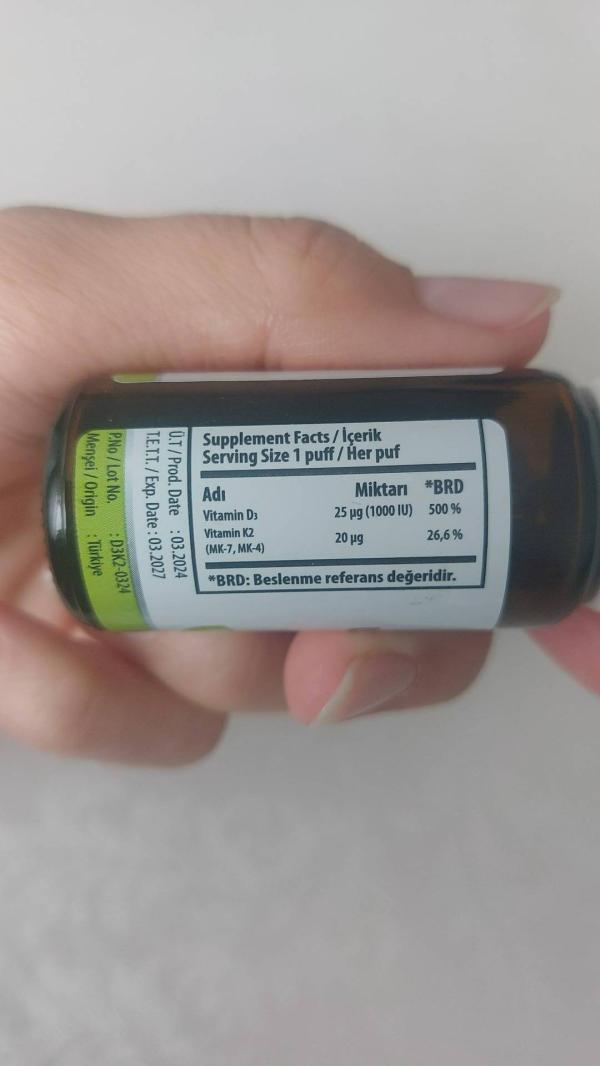 Supplement Facts / İçerik
Serving Size 1 puff / Her puf
Adı Miktarı *BRD
Vitamin D3 25 µg (1000 IU) 500 %
Vitamin K2 20 µg 26,6 %
(MK-7, MK-4)
*BRD: Beslenme referans değeridir.
Ü.T / Prod. Date : 03.2024
T.E.T.T. / Exp. Date : 03.2027
P.No / Lot No. : D3K2-0324
Menşei / Origin : Türkiye